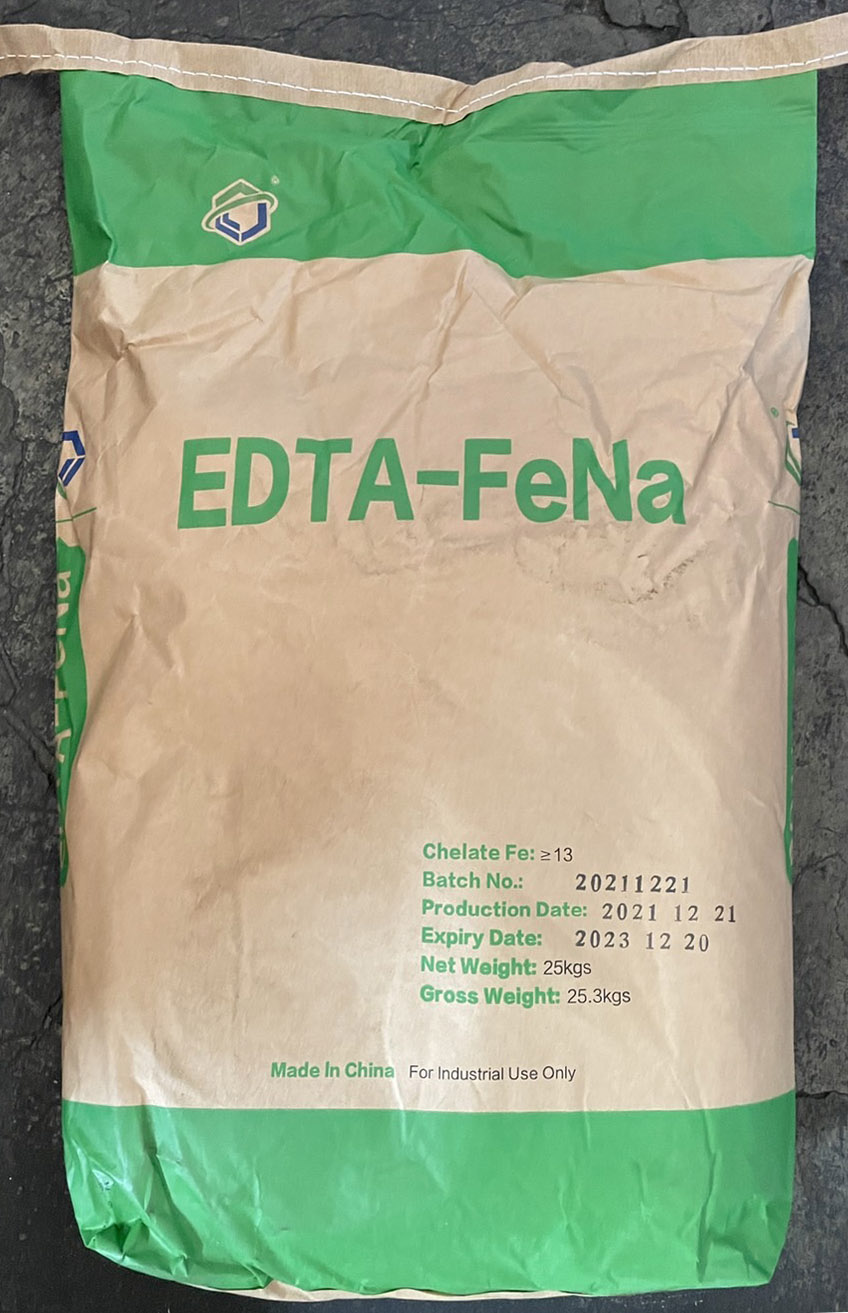 EDTA-FeNa
Chelate Fe: ≥13
Batch No.: 20211221
Production Date: 2021 12 21
Expiry Date: 2023 12 20
Net Weight: 25kgs
Gross Weight: 25.3kgs
Made In China For Industrial Use Only